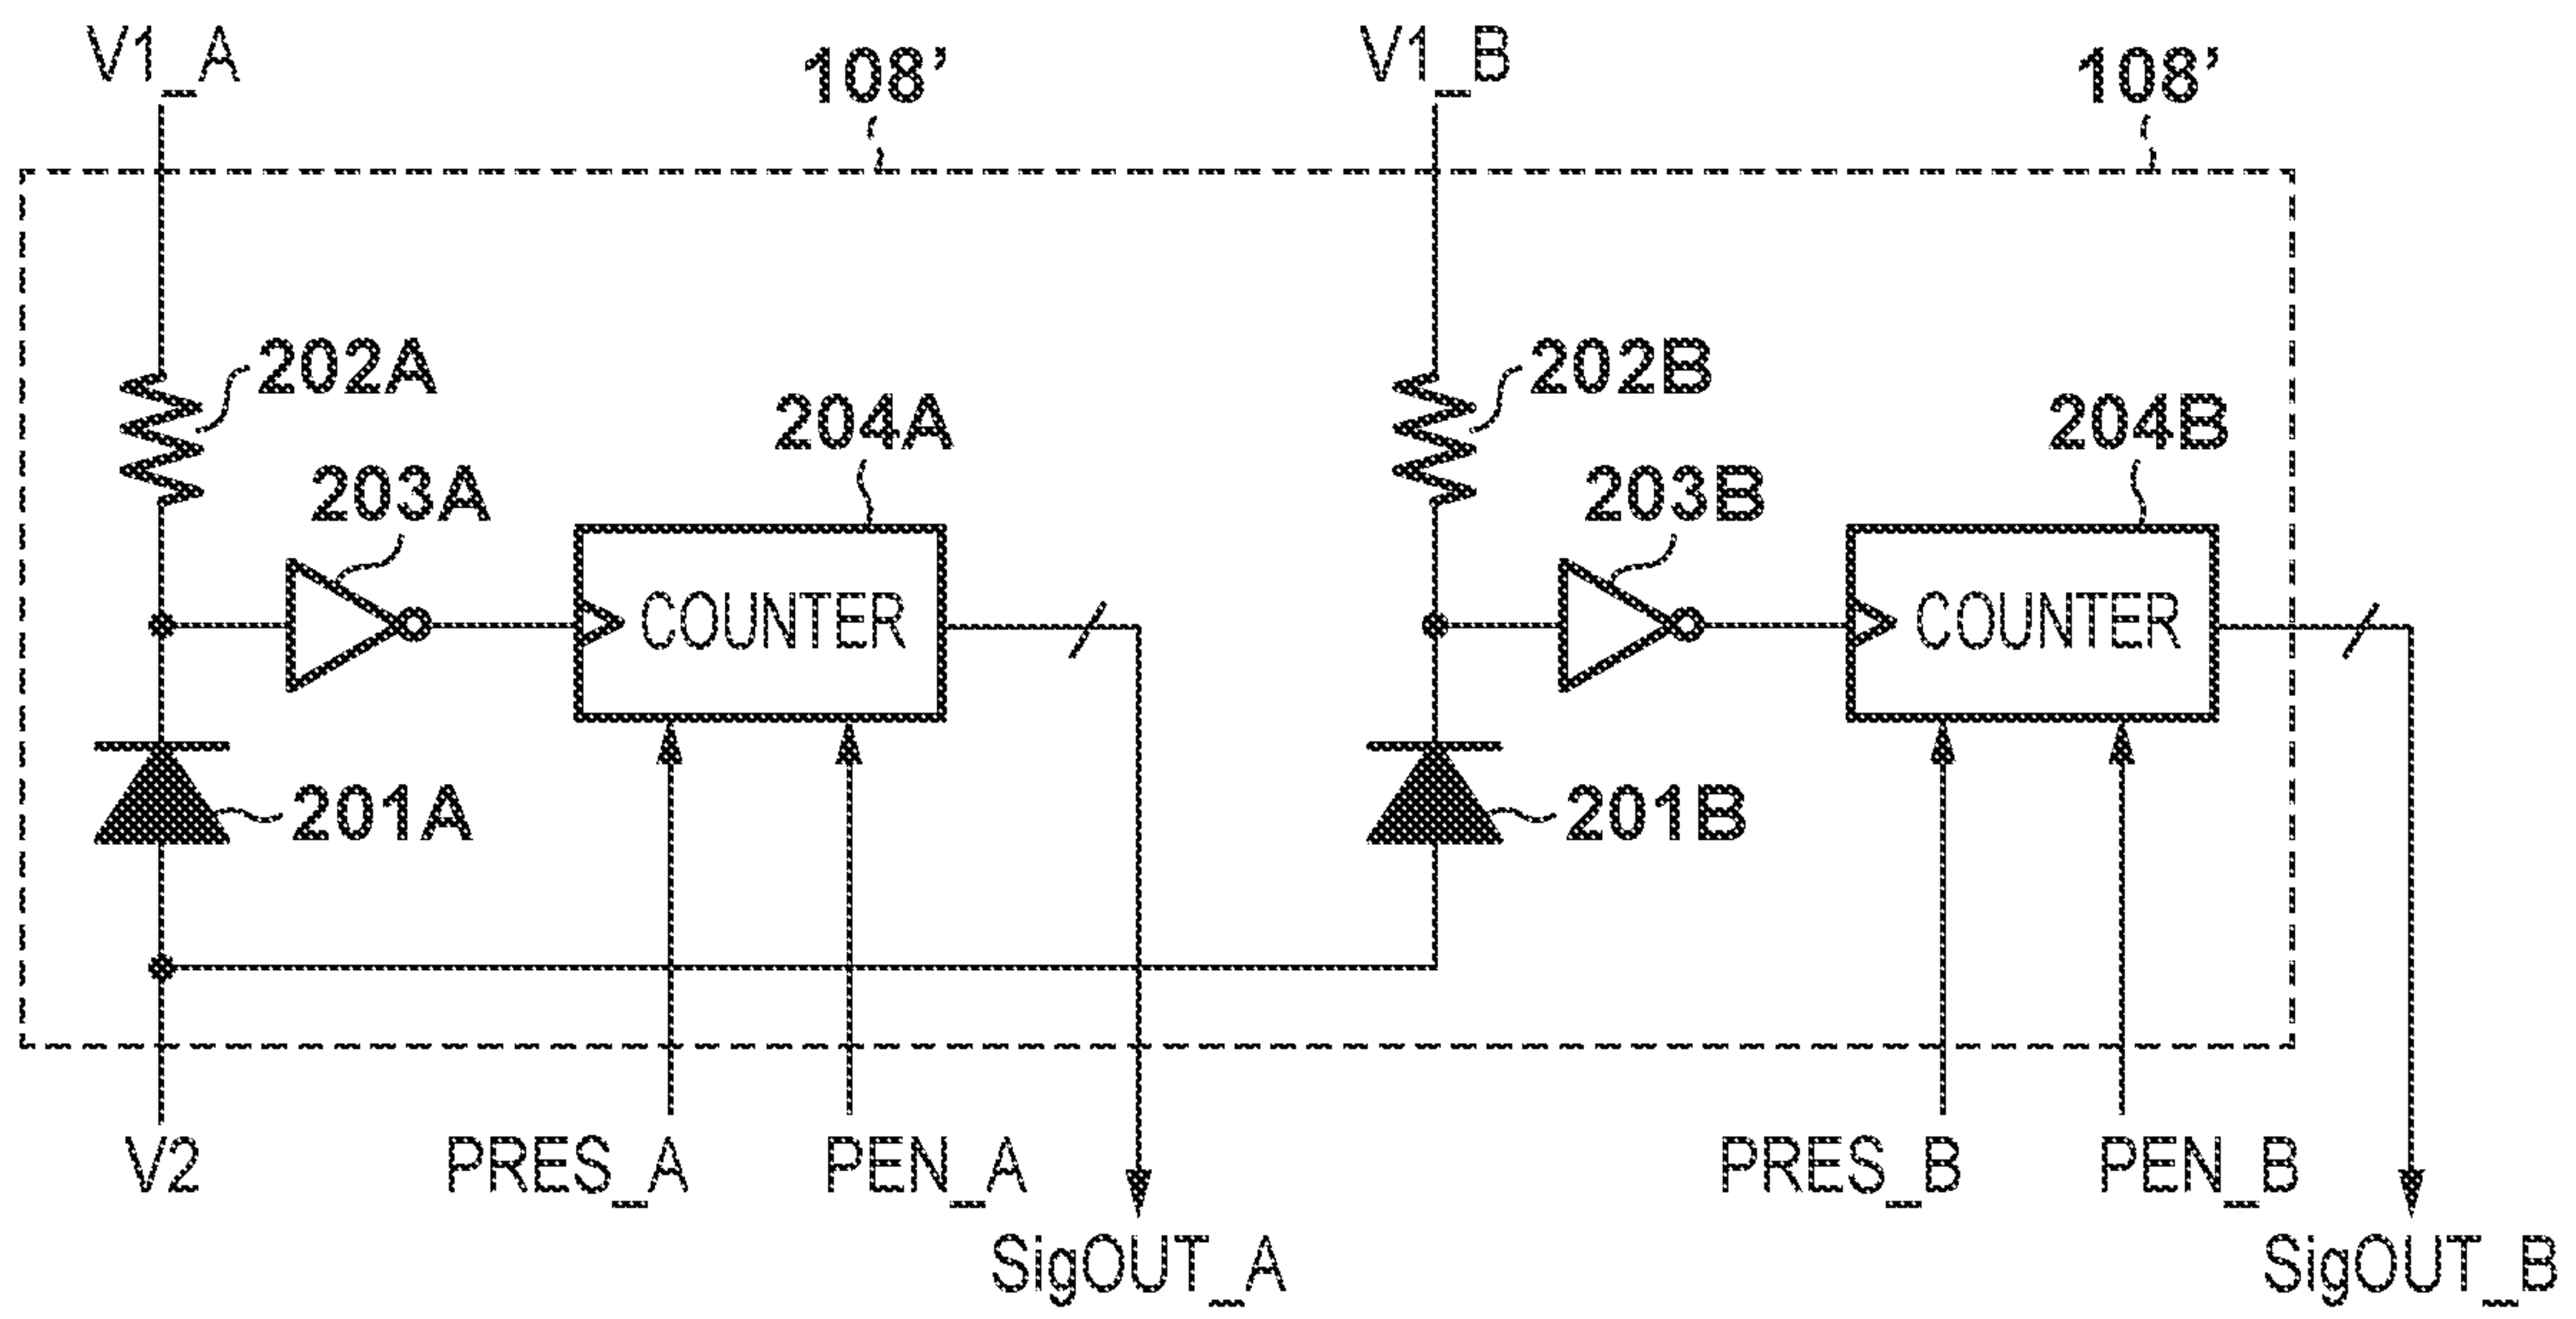 V1_A
108'
V1_B
108'
202A
202B
204A
204B
203A
203B
COUNTER
COUNTER
201A
201B
V2
PRES_A
PEN_A
PRES_B
PEN_B
SigOUT_A
SigOUT_B